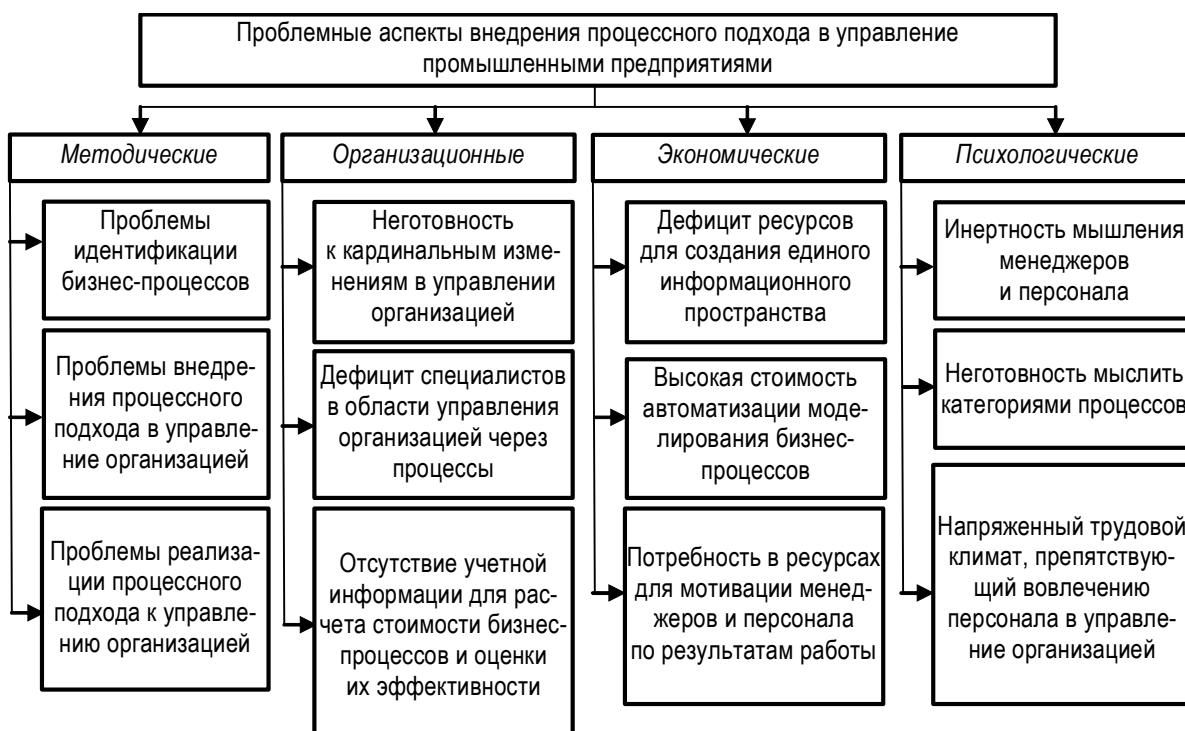 Проблемные аспекты внедрения процессного подхода в управление
промышленными предприятиями
Методические
Проблемы
идентификации
бизнес-процессов
Проблемы внедре-
ния процессного
подхода в управле-
ние организацией
Проблемы реализа-
ции процессного
подхода к управле-
нию организацией
Организационные
Неготовность
к кардинальным изме-
нениям в управлении
организацией
Дефицит специалистов
в области управления
организацией через
процессы
Отсутствие учетной
информации для рас-
чета стоимости бизнес-
процессов и оценки
их эффективности
Экономические
Дефицит ресурсов
для создания единого
информационного
пространства
Высокая стоимость
автоматизации моде-
лирования бизнес-
процессов
Потребность в ресурсах
для мотивации менед-
жеров и персонала
по результатам работы
Психологические
Инертность мышления
менеджеров
и персонала
Неготовность мыслить
категориями процессов
Напряженный трудовой
климат, препятствую-
щий вовлечению
персонала в управле-
ние организацией